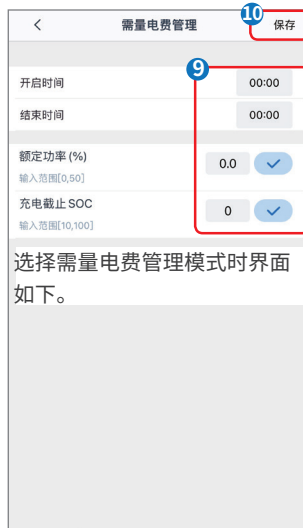 需量电费管理
10
保存
9
开启时间
00:00
结束时间
00:00
额定功率(%)
0.0
输入范围[0,50]
充电截止SOC
0
输入范围[10,100]
选择需量电费管理模式时界面
如下。